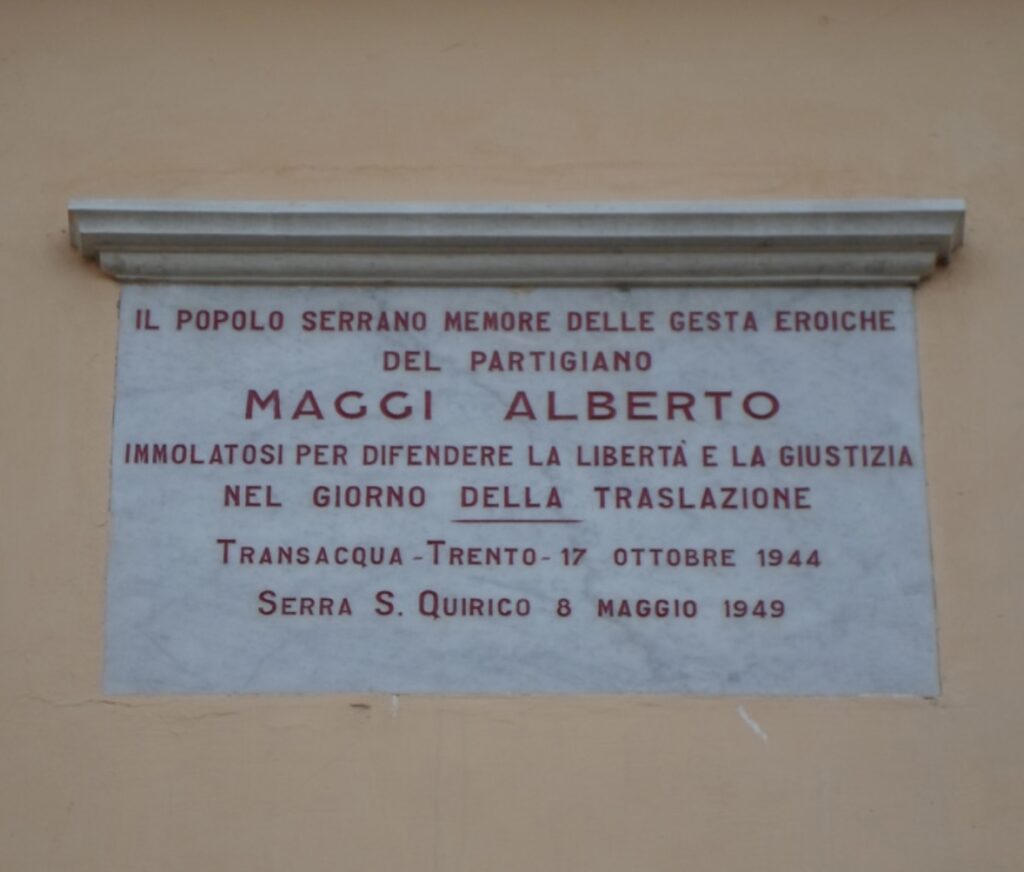 IL POPOLO SERRANO MEMORE DELLE GESTA EROICHE
DEL PARTIGIANO
MAGGI ALBERTO
IMMOLATOSI PER DIFENDERE LA LIBERTÀ E LA GIUSTIZIA
NEL GIORNO DELLA TRASLAZIONE
TRANSACQUA - TRENTO - 17 OTTOBRE 1944
SERRA S. QUIRICO 8 MAGGIO 1949